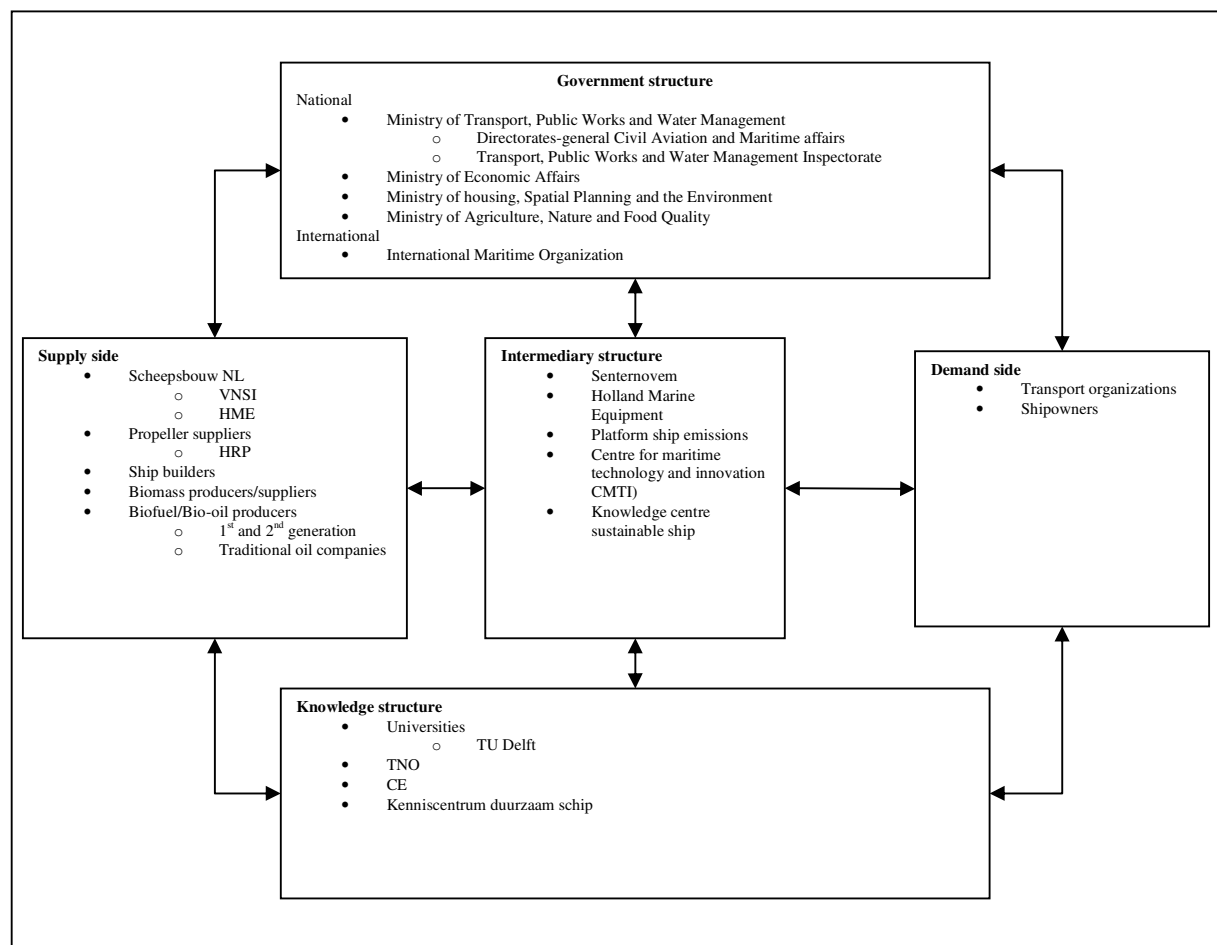 Government structure
National
• Ministry of Transport, Public Works and Water Management
o Directorates-general Civil Aviation and Maritime affairs
o Transport, Public Works and Water Management Inspectorate
• Ministry of Economic Affairs
• Ministry of housing, Spatial Planning and the Environment
• Ministry of Agriculture, Nature and Food Quality
International
• International Maritime Organization
Supply side
• Scheepsbouw NL
o VNSI
o HME
• Propeller suppliers
o HRP
• Ship builders
• Biomass producers/suppliers
• Biofuel/Bio-oil producers
o 1st and 2nd generation
o Traditional oil companies
Intermediary structure
• Senternovem
• Holland Marine
Equipment
• Platform ship emissions
• Centre for maritime
technology and innovation
CMTI)
• Knowledge centre
sustainable ship
Demand side
• Transport organizations
• Shipowners
Knowledge structure
• Universities
o TU Delft
• TNO
• CE
• Kenniscentrum duurzaam schip